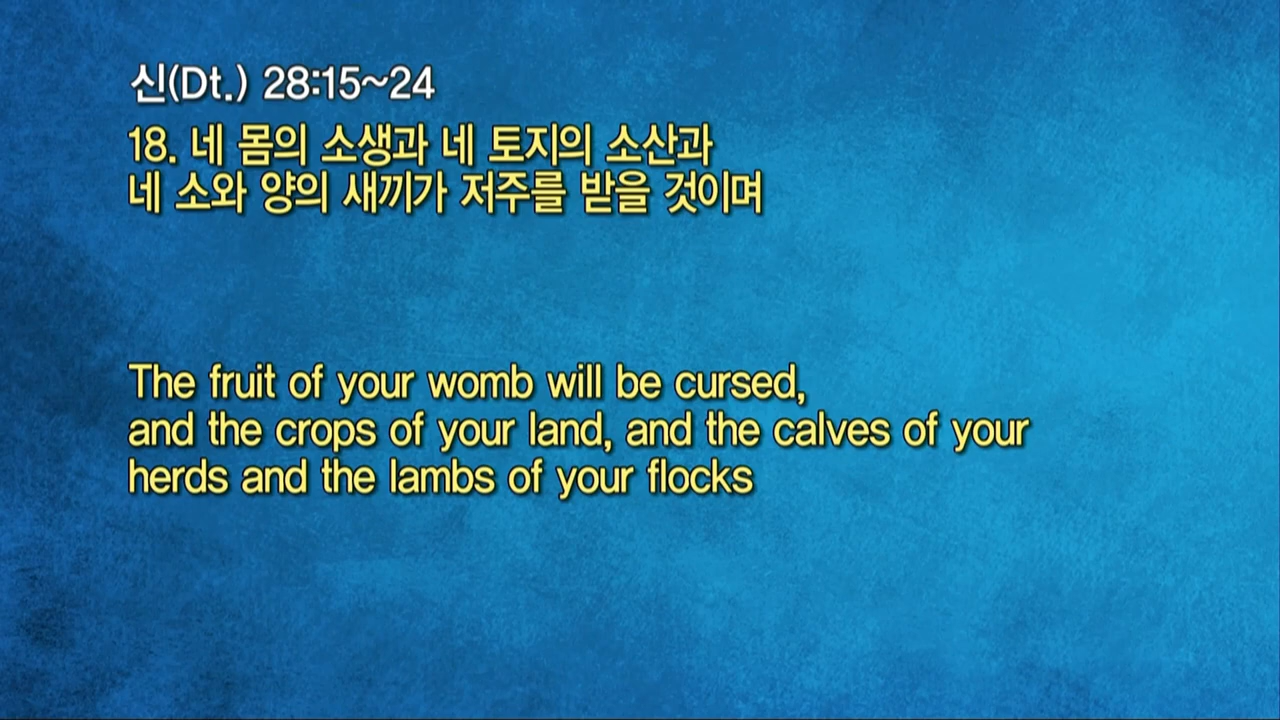 신(Dt.) 28:15~24
18. 네 몸의 소생과 네 토지의 소산과
네 소와 양의 새끼가 저주를 받을 것이며
The fruit of your womb will be cursed,
and the crops of your land, and the calves of your
herds and the lambs of your flocks